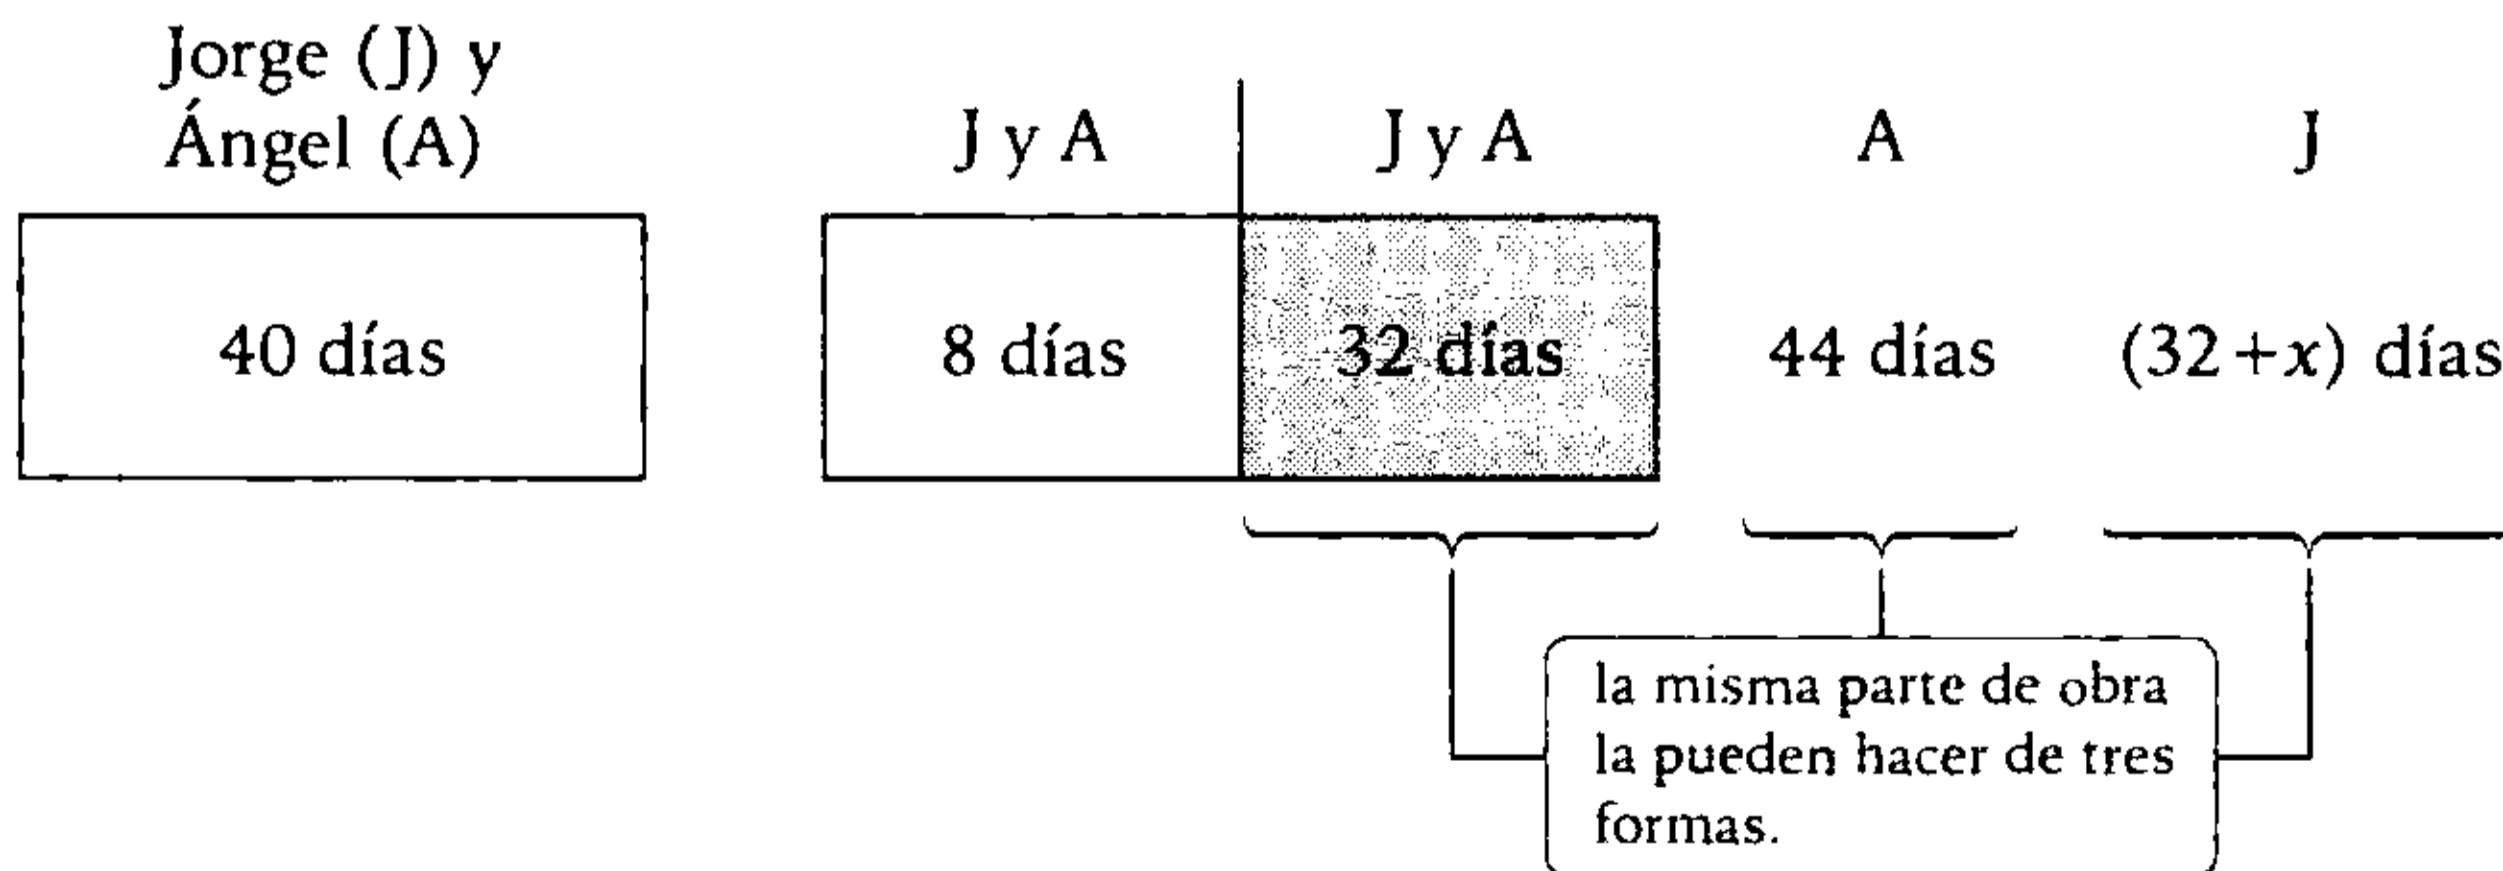 Jorge (J) y
Ángel (A)
J y A
J y A
A
J
40 días
8 días
32 días
44 días
(32+x) días
la misma parte de obra
la pueden hacer de tres
formas.